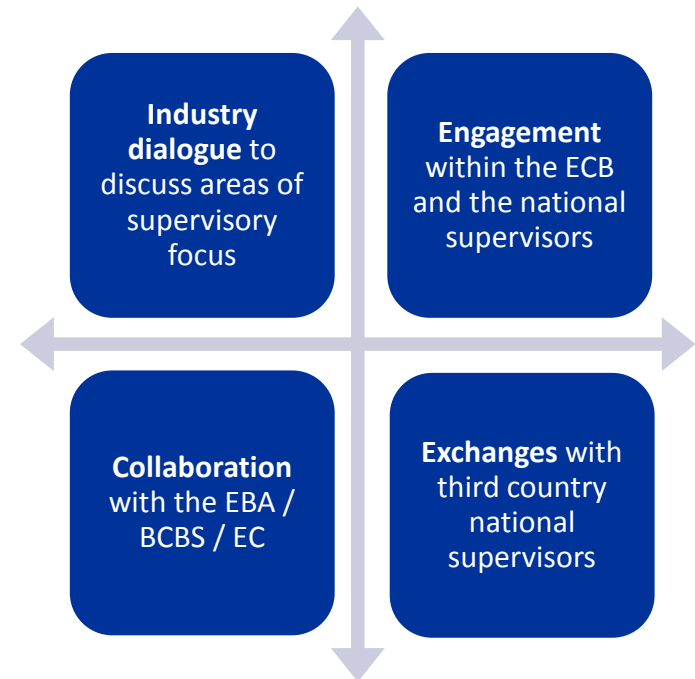 Industry
dialogue to
discuss areas of
supervisory
focus
Engagement
within the ECB
and the national
supervisors
Collaboration
with the EBA /
BCBS / EC
Exchanges with
third country
national
supervisors